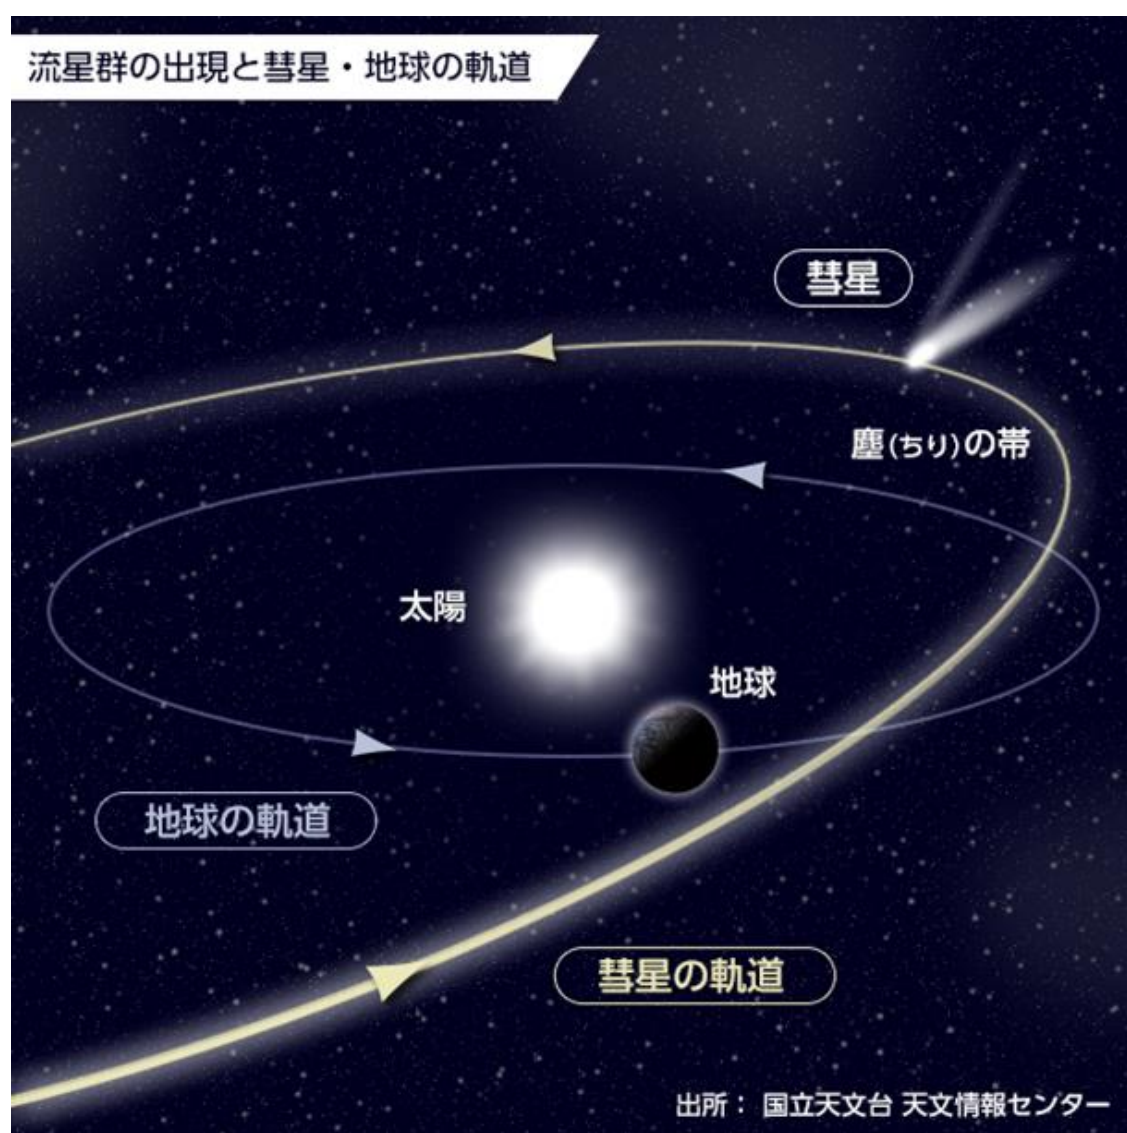 流星群の出現と彗星・地球の軌道
彗星
塵(ちり)の帯
太陽
地球
地球の軌道
彗星の軌道
出所： 国立天文台 天文情報センター